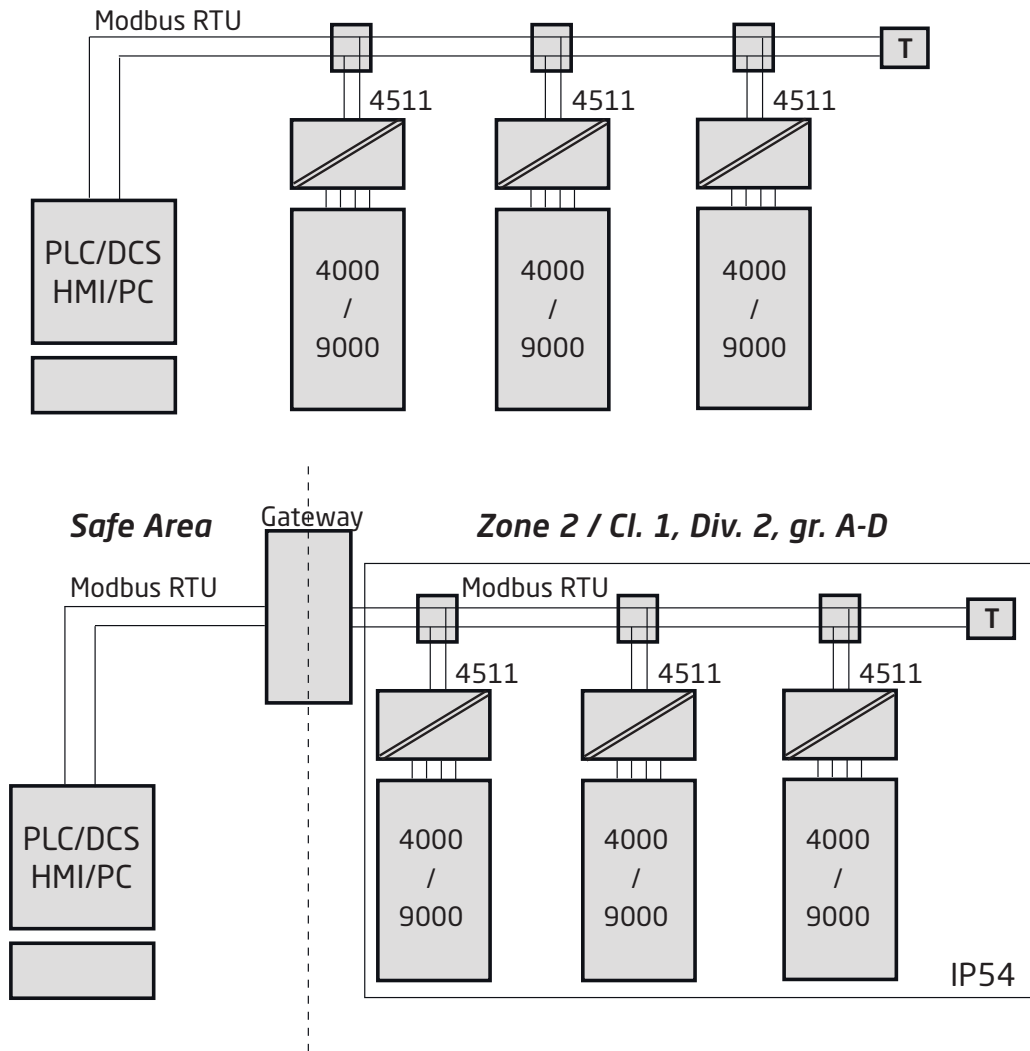 Modbus RTU
T
4511 4511 4511
PLC/DCS
HMI/PC
4000 4000 4000
/ / /
9000 9000 9000
Safe Area
Gateway
Zone 2 / Cl. 1, Div. 2, gr. A-D
Modbus RTU
Modbus RTU
T
4511 4511 4511
PLC/DCS
HMI/PC
4000 4000 4000
/ / /
9000 9000 9000
IP54